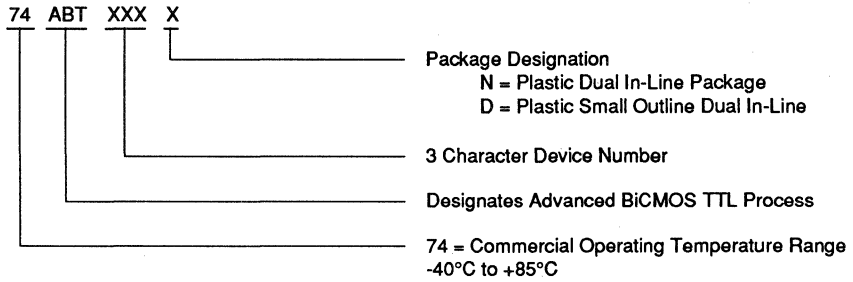 74 ABT XXX X
Package Designation
N = Plastic Dual In-Line Package
D = Plastic Small Outline Dual In-Line
3 Character Device Number
Designates Advanced BiCMOS TTL Process
74 = Commercial Operating Temperature Range
-40°C to +85°C